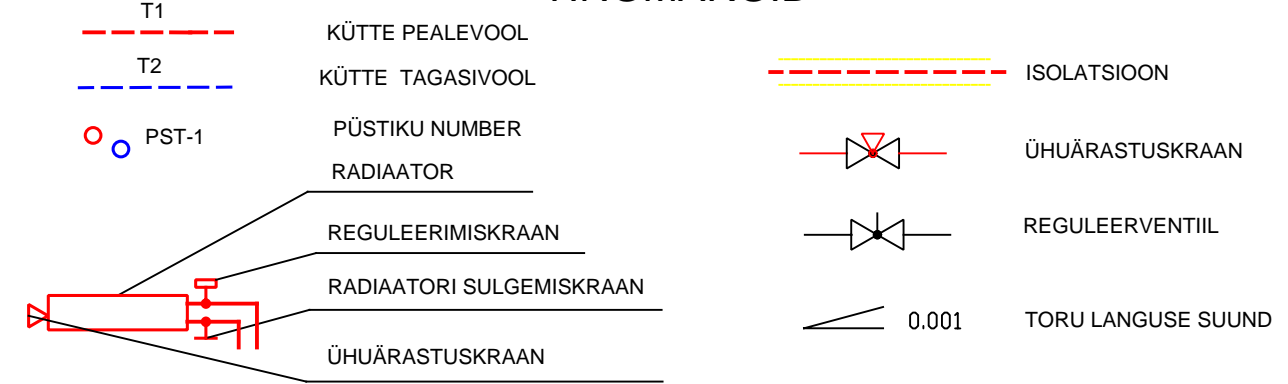 T1
KÜTTE PEALEVOOL
T2
KÜTTE TAGASIVOOL
PST-1
PÜSTIKU NUMBER
RADIAATOR
REGULEERIMISKRAAN
RADIAATORI SULGEMISKRAAN
ÜHUÄRASTUSKRAAN
ISOLATSIOON
ÜHUÄRASTUSKRAAN
REGULEERVENTIIL
0.001
TORU LANGUSE SUUND